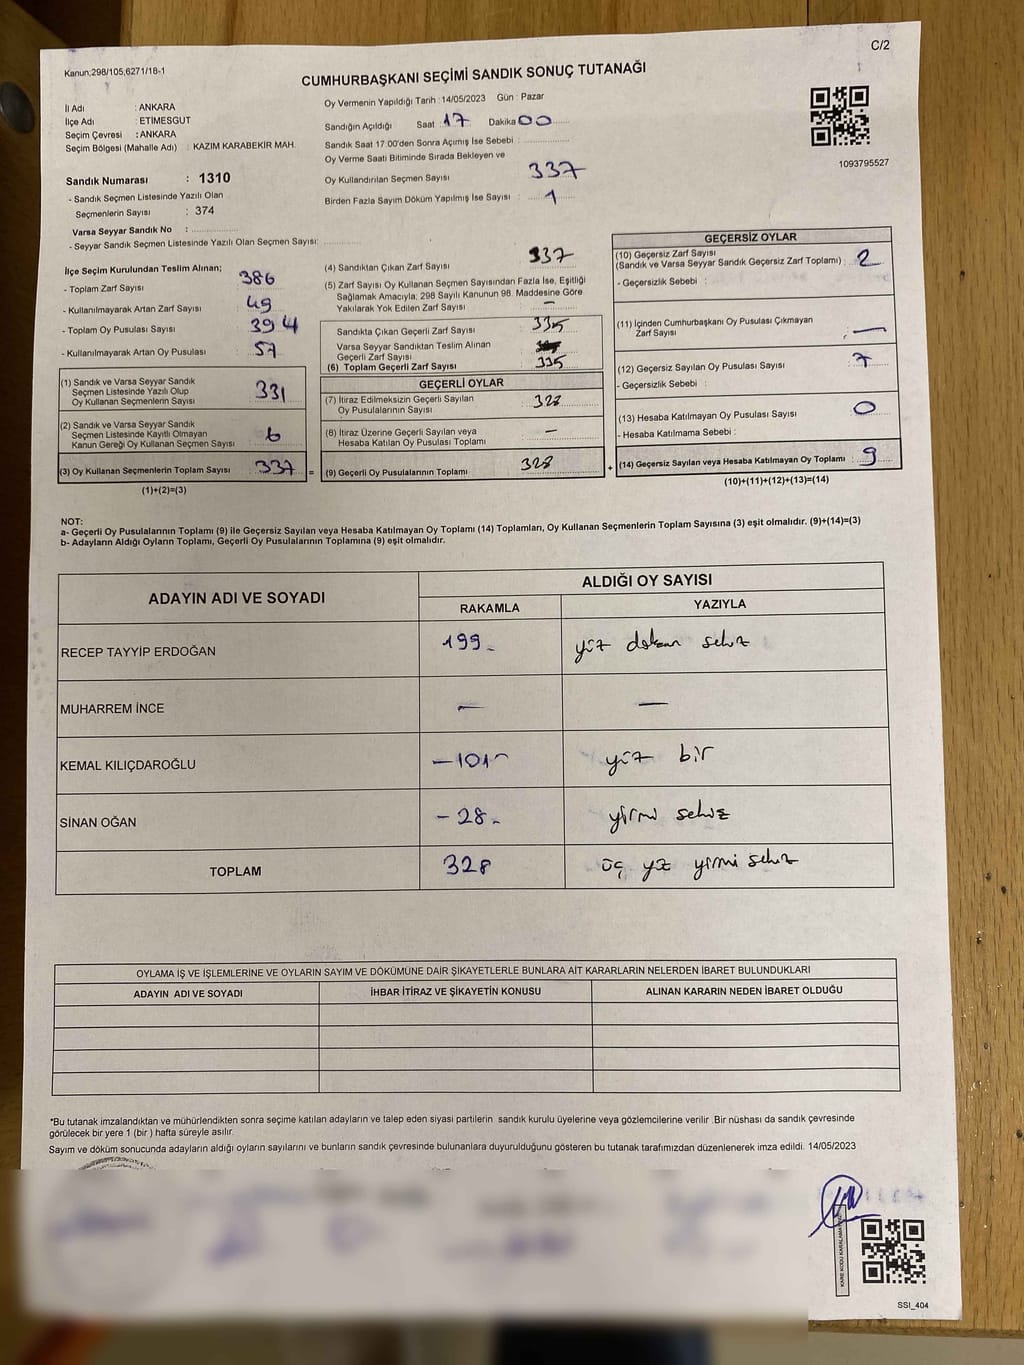 C/2
Kanun:298/105,6271/18-1
CUMHURBAŞKANI SEÇİMİ SANDIK SONUÇ TUTANAĞI
İl Adı : ANKARA
İlçe Adı : ETIMESGUT
Seçim Çevresi : ANKARA
Seçim Bölgesi (Mahalle Adı) : KAZIM KARABEKİR MAH.
Sandık Numarası : 1310
- Sandık Seçmen Listesinde Yazılı Olan
Seçmenlerin Sayısı : 374
Varsa Seyyar Sandık No :
- Seyyar Sandık Seçmen Listesinde Yazılı Olan Seçmen Sayısı:
Oy Vermenin Yapıldığı Tarih : 14/05/2023 Gün : Pazar
Sandığın Açıldığı Saat 17 Dakika 00
Sandık Saat 17:00'den Sonra Açımış İse Sebebi :
Oy Verme Saati Bitiminde Sırada Bekleyen ve
Oy Kullandırılan Seçmen Sayısı 337
Birden Fazla Sayım Döküm Yapılmış İse Sayısı : 1
1093795527
İlçe Seçim Kurulundan Teslim Alınan;
- Toplam Zarf Sayısı : 386
- Kullanılmayarak Artan Zarf Sayısı : 49
- Toplam Oy Pusulası Sayısı : 394
- Kullanılmayarak Artan Oy Pusulası : 57
(1) Sandık ve Varsa Seyyar Sandık
Seçmen Listesinde Yazılı Olup
Oy Kullanan Seçmenlerin Sayısı : 331
(2) Sandık ve Varsa Seyyar Sandık
Seçmen Listesinde Kayıtlı Olmayan
Kanun Gereği Oy Kullanan Seçmen Sayısı : 6
(3) Oy Kullanan Seçmenlerin Toplam Sayısı : 337 =
(1)+(2)=(3)
(4) Sandıktan Çıkan Zarf Sayısı : 337
(5) Zarf Sayısı Oy Kullanan Seçmen Sayısından Fazla İse, Eşitliği
Sağlamak Amacıyla; 298 Sayılı Kanunun 98. Maddesine Göre
Yakılarak Yok Edilen Zarf Sayısı : —
Sandıkta Çıkan Geçerli Zarf Sayısı : 335
Varsa Seyyar Sandıktan Teslim Alınan
Geçerli Zarf Sayısı :
(6) Toplam Geçerli Zarf Sayısı : 335
GEÇERLİ OYLAR
(7) İtiraz Edilmeksizin Geçerli Sayılan
Oy Pusulalarının Sayısı : 328
(8) İtiraz Üzerine Geçerli Sayılan veya
Hesaba Katılan Oy Pusulası Toplamı : —
(9) Geçerli Oy Pusulalarının Toplamı : 328 +
GEÇERSİZ OYLAR
(10) Geçersiz Zarf Sayısı
(Sandık ve Varsa Seyyar Sandık Geçersiz Zarf Toplamı) : 2
- Geçersizlik Sebebi :
(11) İçinden Cumhurbaşkanı Oy Pusulası Çıkmayan
Zarf Sayısı : —
(12) Geçersiz Sayılan Oy Pusulası Sayısı : 7
- Geçersizlik Sebebi :
(13) Hesaba Katılmayan Oy Pusulası Sayısı : 0
- Hesaba Katılmama Sebebi :
(14) Geçersiz Sayılan veya Hesaba Katılmayan Oy Toplamı : 9
(10)+(11)+(12)+(13)=(14)
NOT:
a- Geçerli Oy Pusulalarının Toplamı (9) ile Geçersiz Sayılan veya Hesaba Katılmayan Oy Toplamı (14) Toplamları, Oy Kullanan Seçmenlerin Toplam Sayısına (3) eşit olmalıdır. (9)+(14)=(3)
b- Adayların Aldığı Oyların Toplamı, Geçerli Oy Pusulalarının Toplamına (9) eşit olmalıdır.
ADAYIN ADI VE SOYADI ALDIĞI OY SAYISI
RAKAMLA YAZIYLA
RECEP TAYYİP ERDOĞAN 199 yüz doksan sekiz
MUHARREM İNCE — —
KEMAL KILIÇDAROĞLU —101 yüz bir
SİNAN OĞAN - 28 - yirmi sekiz
TOPLAM 328 üç yüz yirmi sekiz
OYLAMA İŞ VE İŞLEMLERİNE VE OYLARIN SAYIM VE DÖKÜMÜNE DAİR ŞİKAYETLERLE BUNLARA AİT KARARLARIN NELERDEN İBARET BULUNDUKLARI
ADAYIN ADI VE SOYADI İHBAR İTİRAZ VE ŞİKAYETİN KONUSU ALINAN KARARIN NEDEN İBARET OLDUĞU
*Bu tutanak imzalandıktan ve mühürlendikten sonra seçime katılan adayların ve talep eden siyasi partilerin sandık kurulu üyelerine veya gözlemcilerine verilir .Bir nüshası da sandık çevresinde
görülecek bir yere 1 (bir ) hafta süreyle asılır.
Sayım ve döküm sonucunda adayların aldığı oyların sayılarını ve bunların sandık çevresinde bulunanlara duyurulduğunu gösteren bu tutanak tarafımızdan düzenlenerek imza edildi. 14/05/2023
SSI_404